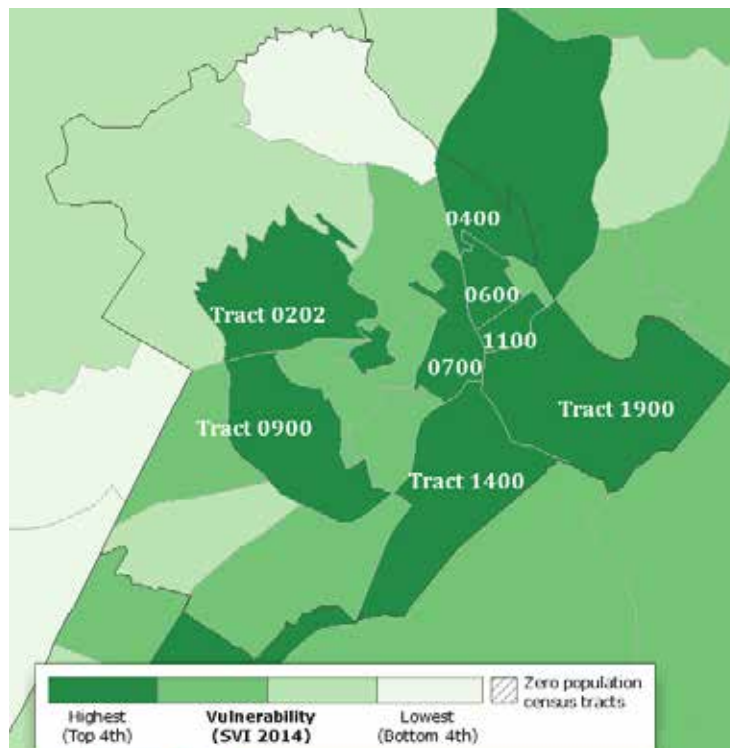 0400
Tract 0202
0600
1100
0700
Tract 1900
Tract 0900
Tract 1400
Zero population
census tracts
Highest
(Top 4th)
Vulnerability
(SVI 2014)
Lowest
(Bottom 4th)